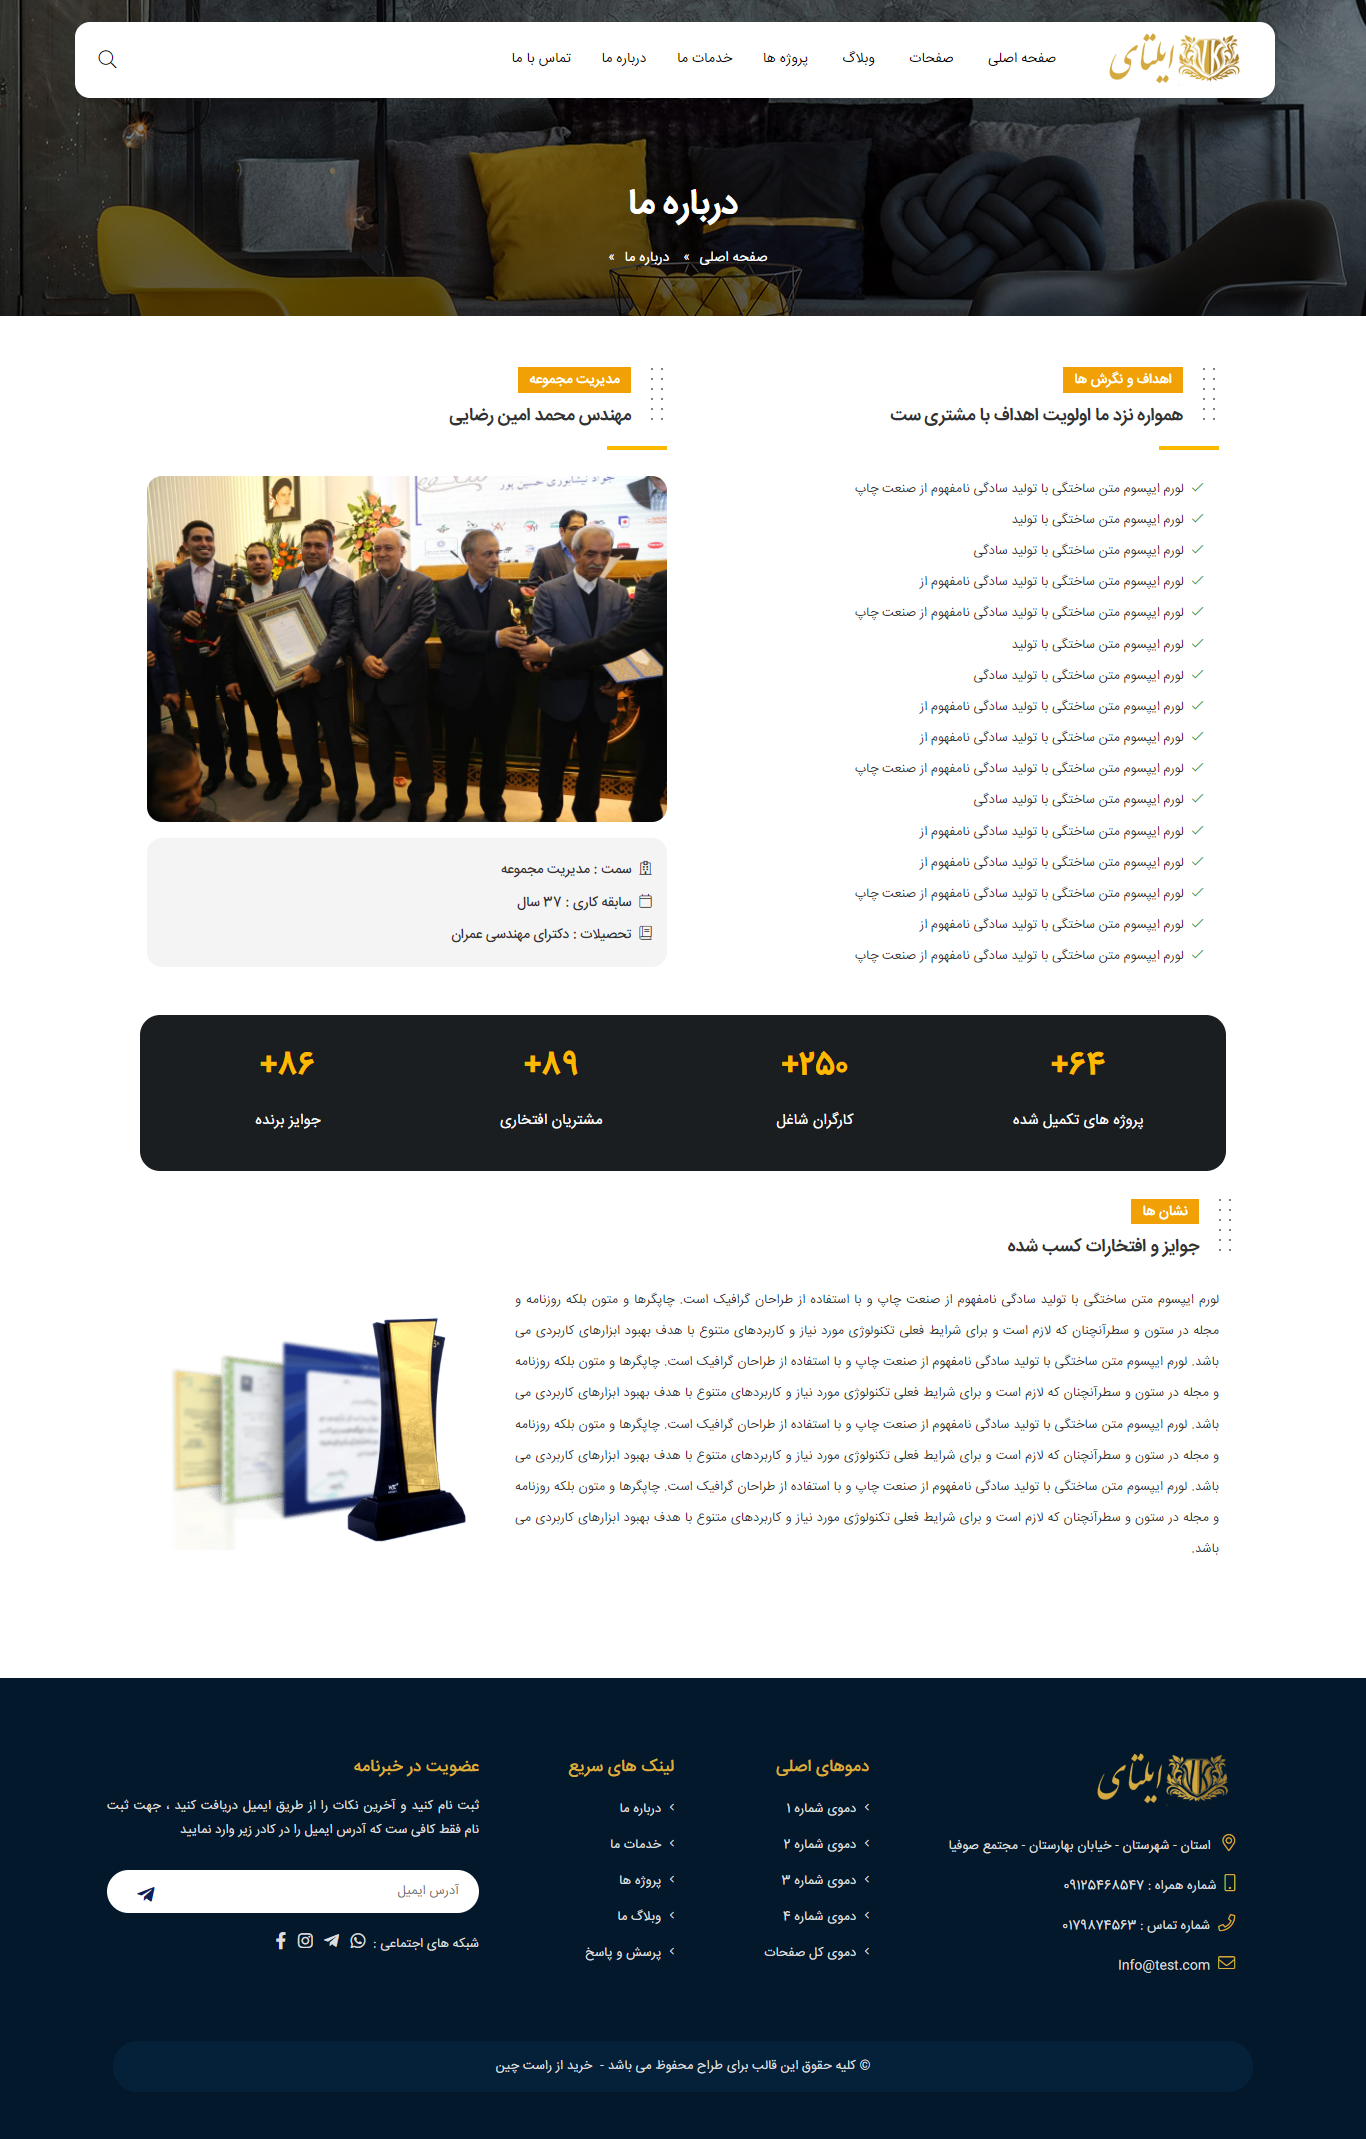 ایلتای
صفحه اصلی
صفحات
وبلاگ
پروژه ها
خدمات ما
درباره ما
تماس با ما
درباره ما
صفحه اصلی » درباره ما »
اهداف و نگرش ها
همواره نزد ما اولویت اهداف با مشتری ست
لورم ایپسوم متن ساختگی با تولید سادگی نامفهوم از صنعت چاپ
لورم ایپسوم متن ساختگی با تولید
لورم ایپسوم متن ساختگی با تولید سادگی
لورم ایپسوم متن ساختگی با تولید سادگی نامفهوم از
لورم ایپسوم متن ساختگی با تولید سادگی نامفهوم از صنعت چاپ
لورم ایپسوم متن ساختگی با تولید
لورم ایپسوم متن ساختگی با تولید سادگی
لورم ایپسوم متن ساختگی با تولید سادگی نامفهوم از
لورم ایپسوم متن ساختگی با تولید سادگی نامفهوم از
لورم ایپسوم متن ساختگی با تولید سادگی نامفهوم از صنعت چاپ
لورم ایپسوم متن ساختگی با تولید سادگی
لورم ایپسوم متن ساختگی با تولید سادگی نامفهوم از
لورم ایپسوم متن ساختگی با تولید سادگی نامفهوم از
لورم ایپسوم متن ساختگی با تولید سادگی نامفهوم از صنعت چاپ
لورم ایپسوم متن ساختگی با تولید سادگی نامفهوم از
لورم ایپسوم متن ساختگی با تولید سادگی نامفهوم از صنعت چاپ
مدیریت مجموعه
مهندس محمد امین رضایی
جواد نیشابوری حسین پور
سمت : مدیریت مجموعه
سابقه کاری : ۳۷ سال
تحصیلات : دکترای مهندسی عمران
+۶۴
پروژه های تکمیل شده
+۲۵۰
کارگران شاغل
+۸۹
مشتریان افتخاری
+۸۶
جوایز برنده
نشان ها
جوایز و افتخارات کسب شده
لورم ایپسوم متن ساختگی با تولید سادگی نامفهوم از صنعت چاپ و با استفاده از طراحان گرافیک است. چاپگرها و متون بلکه روزنامه و
مجله در ستون و سطرآنچنان که لازم است و برای شرایط فعلی تکنولوژی مورد نیاز و کاربردهای متنوع با هدف بهبود ابزارهای کاربردی می
باشد. لورم ایپسوم متن ساختگی با تولید سادگی نامفهوم از صنعت چاپ و با استفاده از طراحان گرافیک است. چاپگرها و متون بلکه روزنامه
و مجله در ستون و سطرآنچنان که لازم است و برای شرایط فعلی تکنولوژی مورد نیاز و کاربردهای متنوع با هدف بهبود ابزارهای کاربردی می
باشد. لورم ایپسوم متن ساختگی با تولید سادگی نامفهوم از صنعت چاپ و با استفاده از طراحان گرافیک است. چاپگرها و متون بلکه روزنامه
و مجله در ستون و سطرآنچنان که لازم است و برای شرایط فعلی تکنولوژی مورد نیاز و کاربردهای متنوع با هدف بهبود ابزارهای کاربردی می
باشد. لورم ایپسوم متن ساختگی با تولید سادگی نامفهوم از صنعت چاپ و با استفاده از طراحان گرافیک است. چاپگرها و متون بلکه روزنامه
و مجله در ستون و سطرآنچنان که لازم است و برای شرایط فعلی تکنولوژی مورد نیاز و کاربردهای متنوع با هدف بهبود ابزارهای کاربردی می
باشد.
ایلتای
استان - شهرستان - خیابان بهارستان - مجتمع صوفیا
شماره همراه : ۰۹۱۲۵۴۶۸۵۴۷
شماره تماس : ۰۱۷۹۸۷۴۵۶۳
Info@test.com
دموهای اصلی
دموی شماره ۱
دموی شماره ۲
دموی شماره ۳
دموی شماره ۴
دموی کل صفحات
لینک های سریع
درباره ما
خدمات ما
پروژه ها
وبلاگ ما
پرسش و پاسخ
عضویت در خبرنامه
ثبت نام کنید و آخرین نکات را از طریق ایمیل دریافت کنید ، جهت ثبت
نام فقط کافی ست که آدرس ایمیل را در کادر زیر وارد نمایید
آدرس ایمیل
شبکه های اجتماعی :
© کلیه حقوق این قالب برای طراح محفوظ می باشد - خرید از راست چین